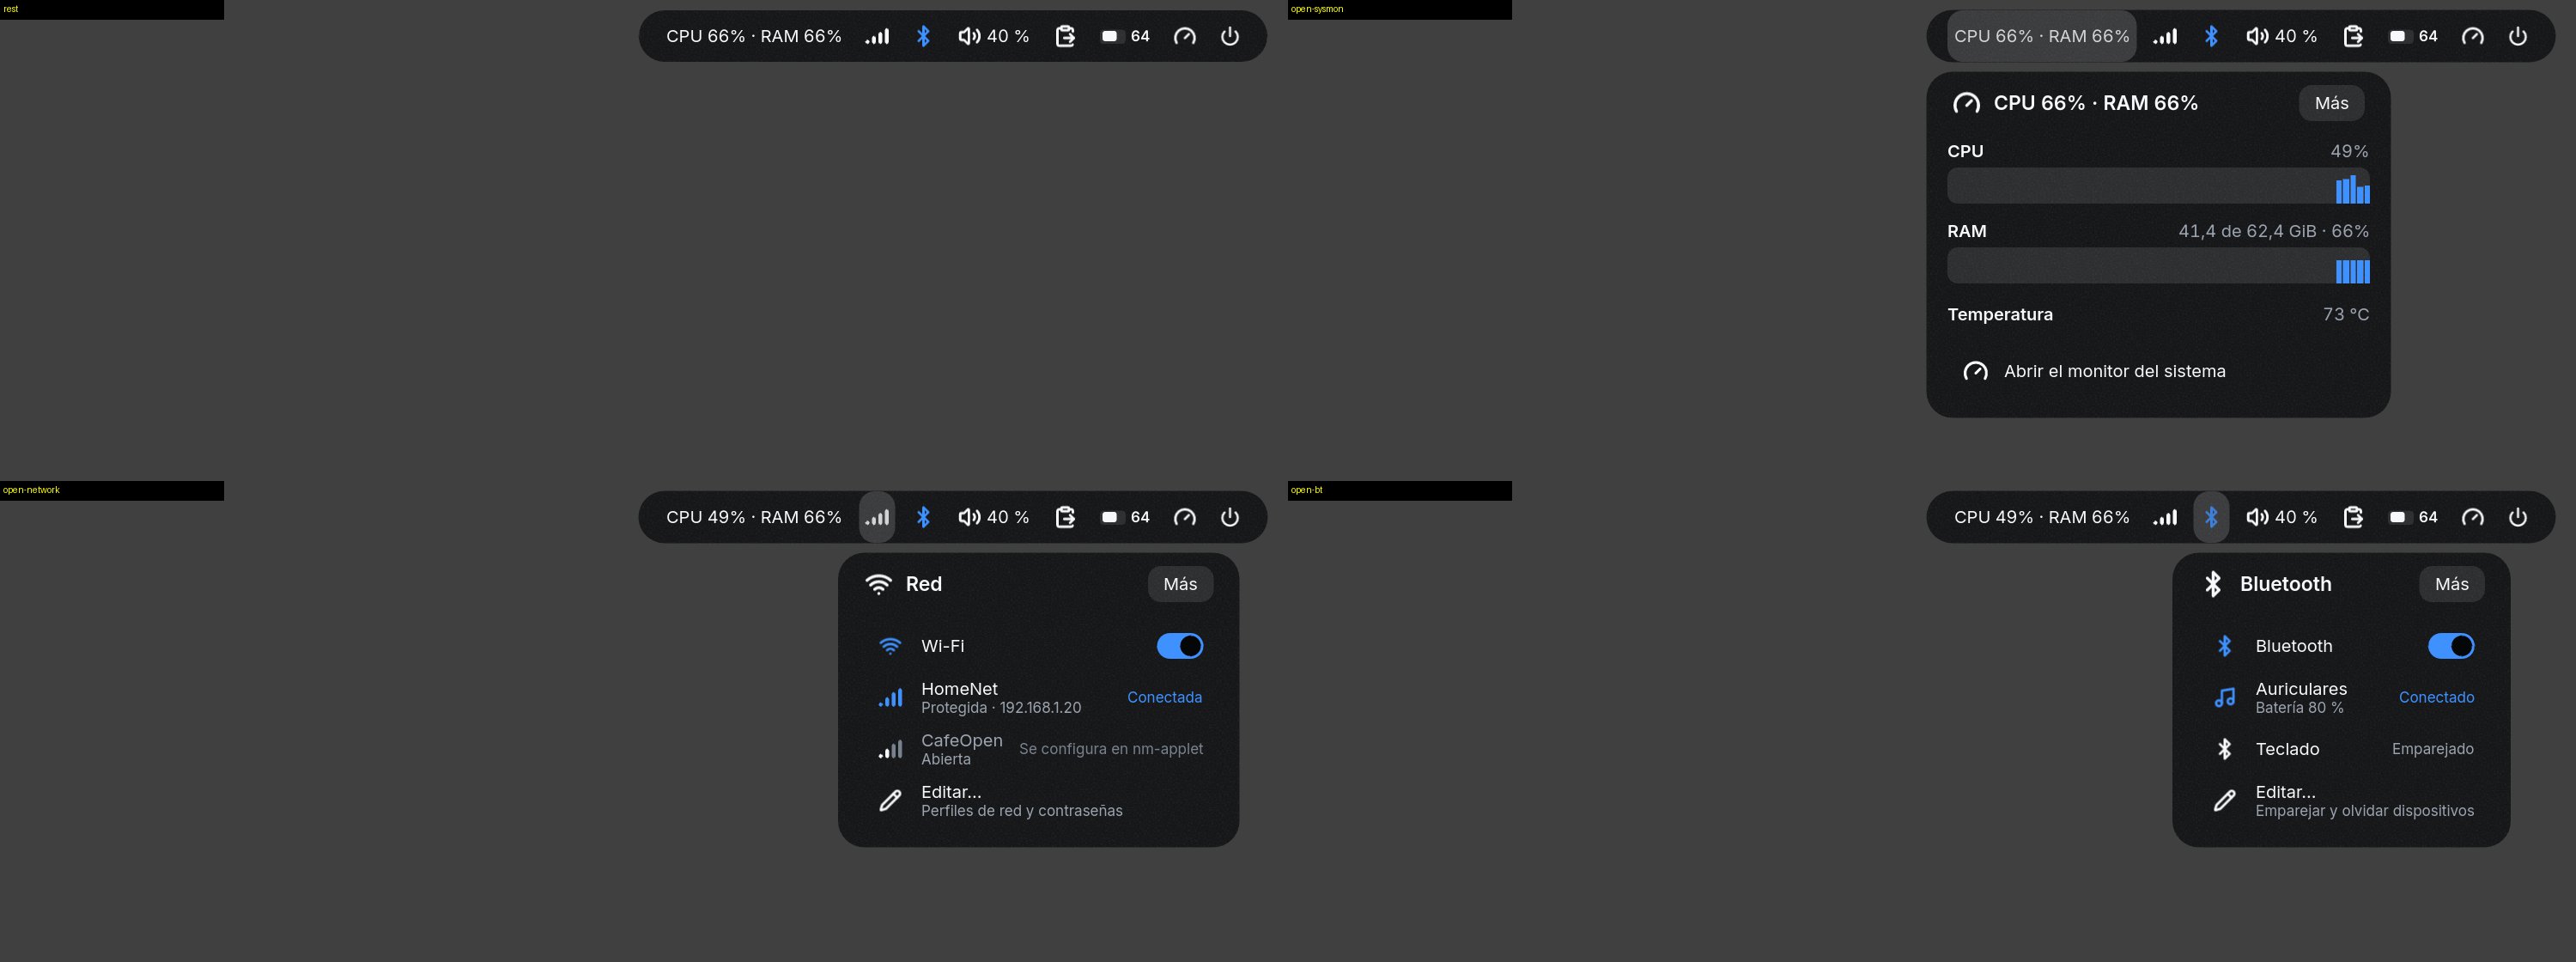 rest
CPU 66% · RAM 66% 40 % 64
open-sysmon
CPU 66% · RAM 66% 40 % 64
CPU 66% · RAM 66% Más
CPU 49%
RAM 41,4 de 62,4 GiB · 66%
Temperatura 73 °C
Abrir el monitor del sistema
open-network
CPU 49% · RAM 66% 40 % 64
Red Más
Wi-Fi
HomeNet
Protegida · 192.168.1.20
Conectada
CafeOpen
Abierta
Se configura en nm-applet
Editar...
Perfiles de red y contraseñas
open-bt
CPU 49% · RAM 66% 40 % 64
Bluetooth Más
Bluetooth
Auriculares
Batería 80 %
Conectado
Teclado Emparejado
Editar...
Emparejar y olvidar dispositivos